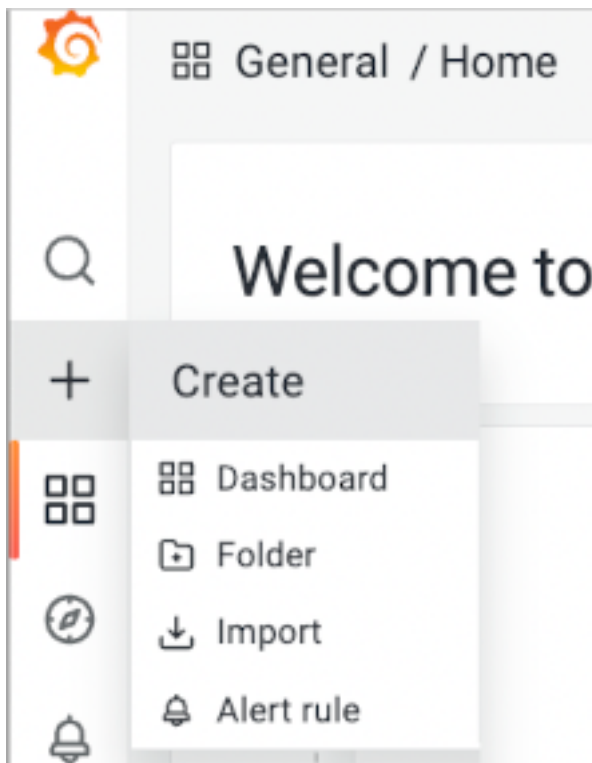 General / Home
Welcome to
Create
Dashboard
Folder
Import
Alert rule